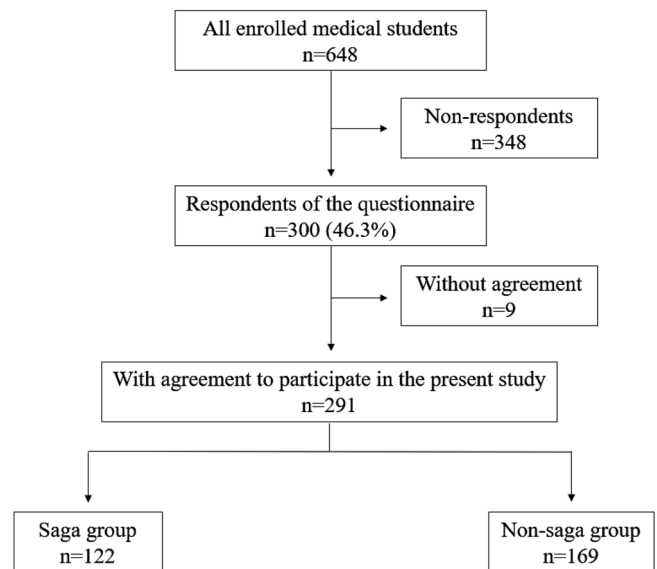 All enrolled medical students
n=648
Non-respondents
n=348
Respondents of the questionnaire
n=300 (46.3%)
Without agreement
n=9
With agreement to participate in the present study
n=291
Saga group
n=122
Non-saga group
n=169